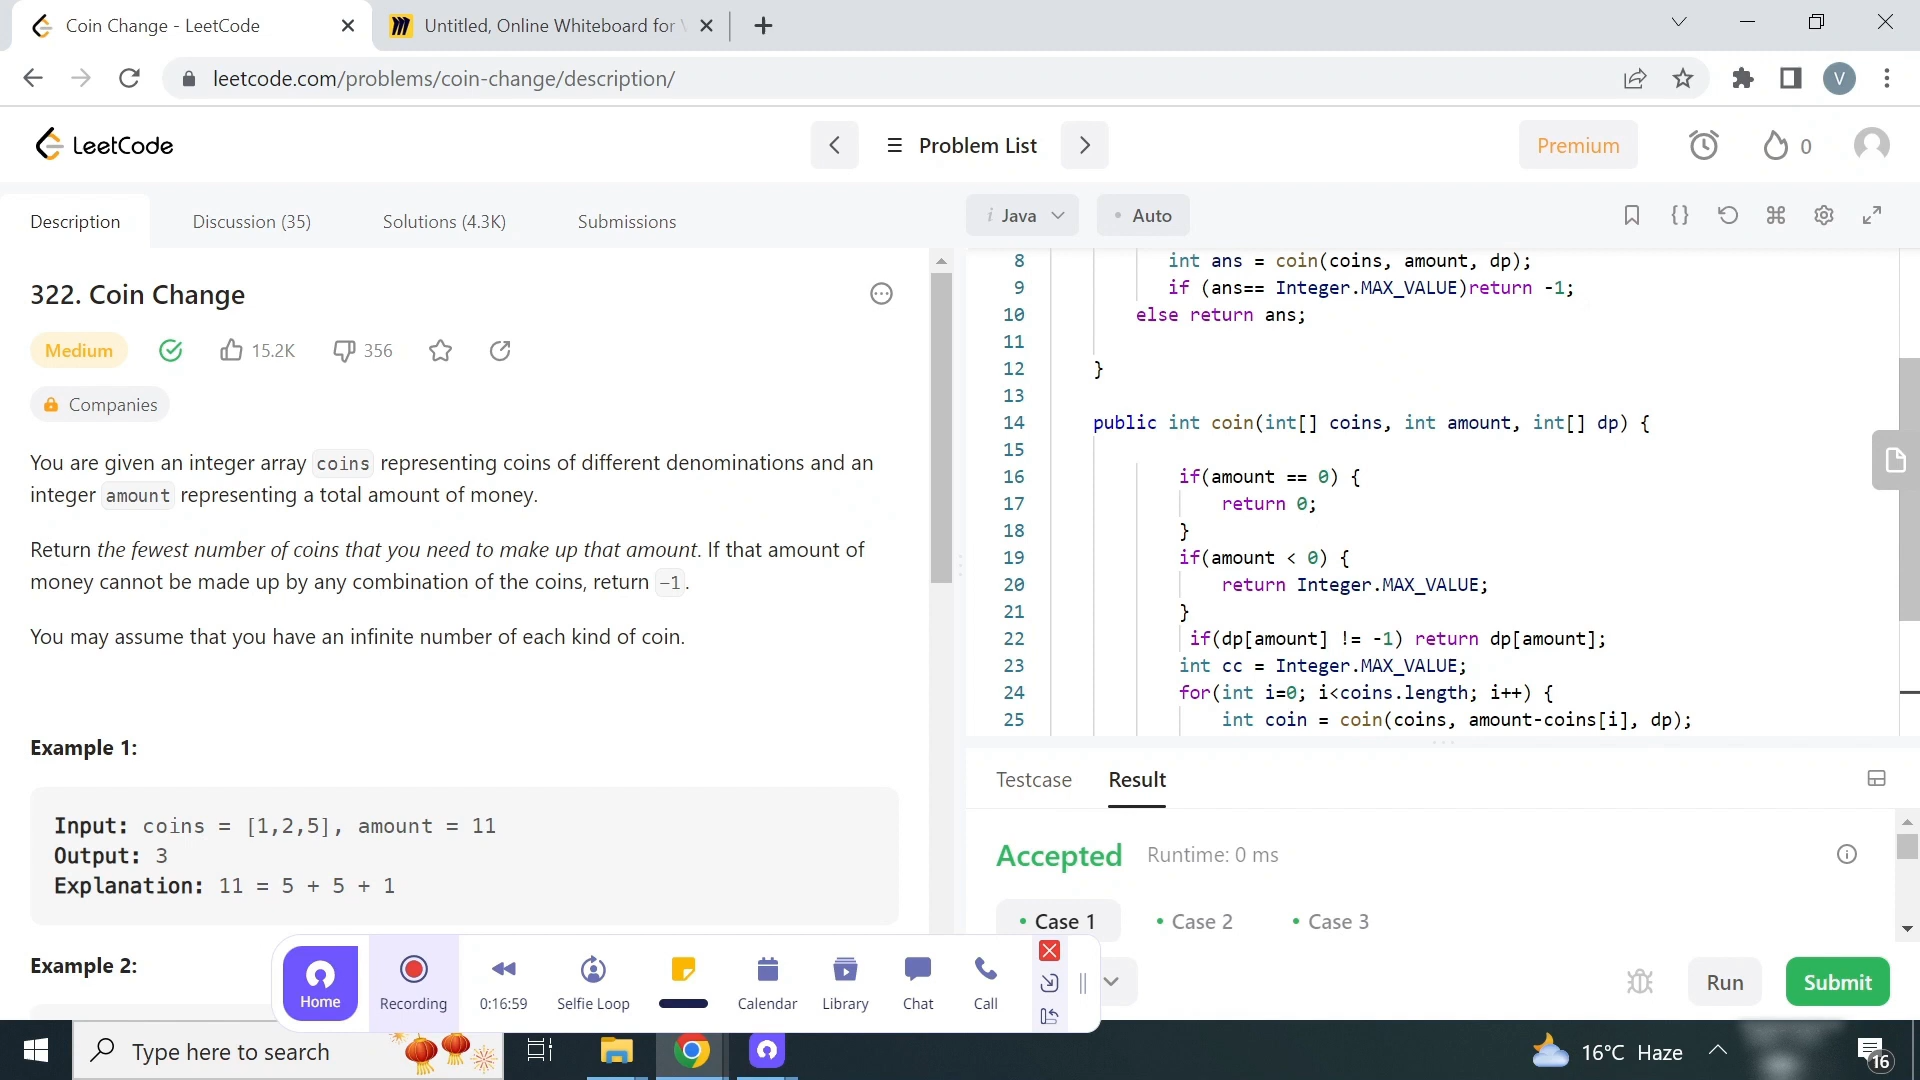 Coin Change - LeetCode
Untitled, Online Whiteboard for
leetcode.com/problems/coin-change/description/
V
LeetCode
Problem List
Premium
0
Description
Discussion (35)
Solutions (4.3K)
Submissions
i Java
• Auto
322. Coin Change
Medium
15.2K
356
Companies
You are given an integer array coins representing coins of different denominations and an
integer amount representing a total amount of money.
Return the fewest number of coins that you need to make up that amount. If that amount of
money cannot be made up by any combination of the coins, return -1.
You may assume that you have an infinite number of each kind of coin.
Example 1:
Input: coins = [1,2,5], amount = 11
Output: 3
Explanation: 11 = 5 + 5 + 1
Example 2:
8 int ans = coin(coins, amount, dp);
9 if (ans== Integer.MAX_VALUE)return -1;
10 else return ans;
11
12 }
13
14 public int coin(int[] coins, int amount, int[] dp) {
15
16 if(amount == 0) {
17 return 0;
18 }
19 if(amount < 0) {
20 return Integer.MAX_VALUE;
21 }
22 if(dp[amount] != -1) return dp[amount];
23 int cc = Integer.MAX_VALUE;
24 for(int i=0; i<coins.length; i++) {
25 int coin = coin(coins, amount-coins[i], dp);
Testcase
Result
Accepted
Runtime: 0 ms
• Case 1
• Case 2
• Case 3
Run
Submit
Home
Recording
0:16:59
Selfie Loop
Calendar
Library
Chat
Call
Type here to search
16°C Haze
16